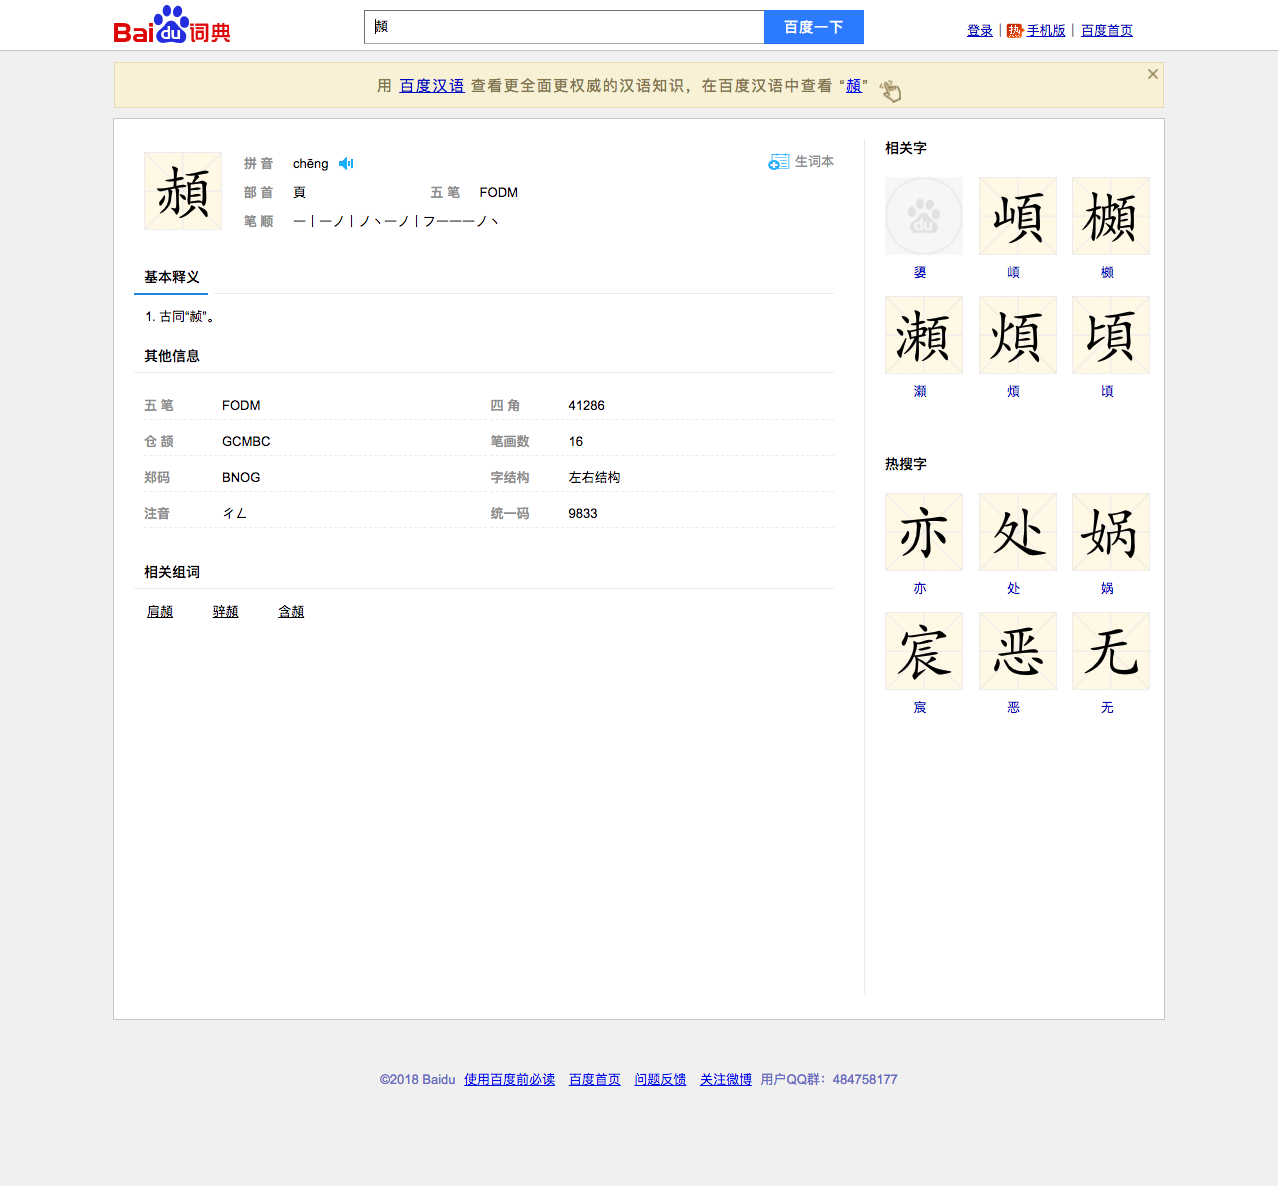 Baidu词典
頳
百度一下
登录 | 热 手机版 | 百度首页
用 百度汉语 查看更全面更权威的汉语知识，在百度汉语中查看 “頳”
頳
拼 音 chēng
生词本
部 首 頁 五 笔 FODM
笔 顺 一丨一ノ丨ノ丶一ノ丨フ一一一ノ丶
基本释义
1. 古同“赪”。
其他信息
五 笔 FODM 四 角 41286
仓 颉 GCMBC 笔画数 16
郑码 BNOG 字结构 左右结构
注音 ㄔㄥ 统一码 9833
相关组词
肩頳 骍頳 含頳
相关字
煩 頃
煩 頃
热搜字
亦 处 娲
亦 处 娲
宸 恶 无
宸 恶 无
©2018 Baidu 使用百度前必读 百度首页 问题反馈 关注微博 用户QQ群：484758177